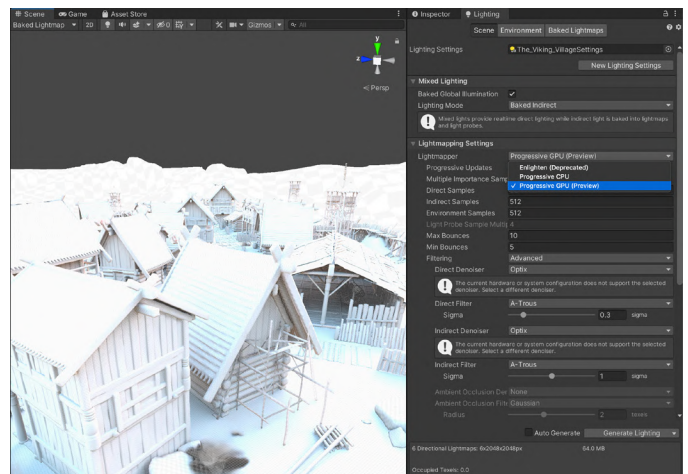 Scene Game Asset Store
Baked Lightmap 20 0 Gizmos All
y
z
Persp
Inspector Lighting
Scene Environment Baked Lightmaps
Lighting Settings The_Viking_VillageSettings
New Lighting Settings
Mixed Lighting
Baked Global Illumination
Lighting Mode Baked Indirect
Mixed lights provide realtime direct lighting while indirect light is baked into lightmaps
and light probes.
Lightmapping Settings
Lightmapper Progressive GPU (Preview)
Progressive Updates Enlighten (Deprecated)
Multiple Importance Samp Progressive CPU
Direct Samples Progressive GPU (Preview)
Indirect Samples 512
Environment Samples 512
Light Probe Sample Multip 4
Max Bounces 10
Min Bounces 5
Filtering Advanced
Direct Denoiser Optix
The current hardware or system configuration does not support the selected
denoiser. Select a different denoiser.
Direct Filter A-Trous
Sigma 0.3 sigma
Indirect Denoiser Optix
The current hardware or system configuration does not support the selected
denoiser. Select a different denoiser.
Indirect Filter A-Trous
Sigma 1 sigma
Ambient Occlusion Den None
Ambient Occlusion Filte Gaussian
Radius 2 texels
Auto Generate Generate Lighting
6 Directional Lightmaps: 6x2048x2048px 64.0 MB
Occupied Texels: 0.0